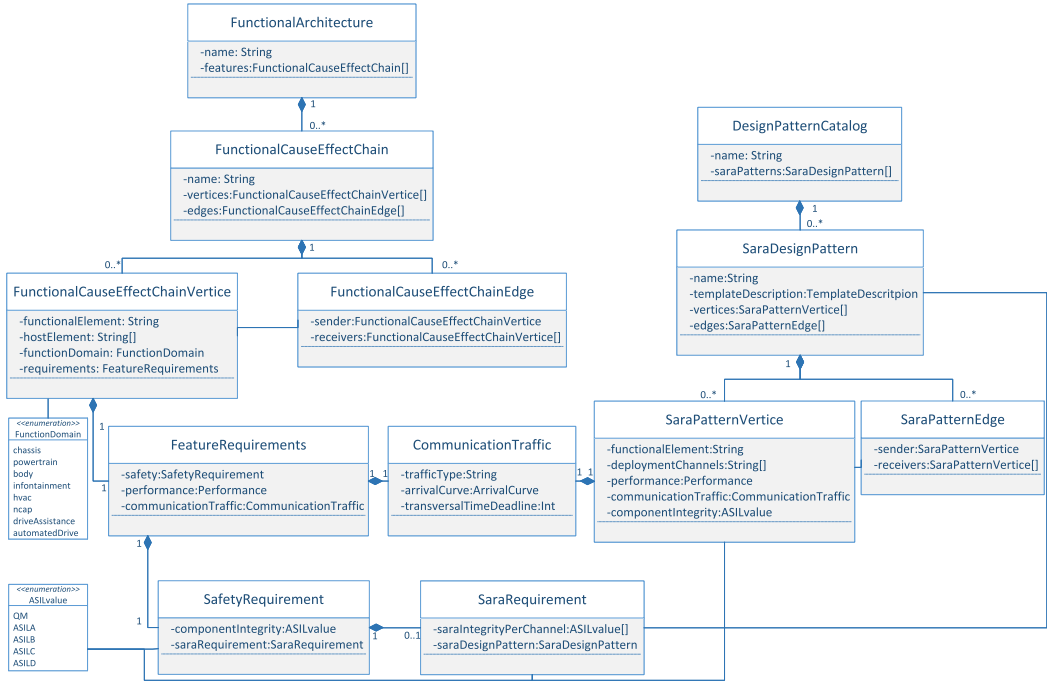 FunctionalArchitecture
-name: String
-features:FunctionalCauseEffectChain[]
1
0..*
FunctionalCauseEffectChain
-name: String
-vertices:FunctionalCauseEffectChainVertice[]
-edges:FunctionalCauseEffectChainEdge[]
1
0..*
0..*
FunctionalCauseEffectChainVertice
-functionalElement: String
-hostElement: String[]
-functionDomain: FunctionDomain
-requirements: FeatureRequirements
FunctionalCauseEffectChainEdge
-sender:FunctionalCauseEffectChainVertice
-receivers:FunctionalCauseEffectChainVertice[]
DesignPatternCatalog
-name: String
-saraPatterns:SaraDesignPattern[]
1
0..*
SaraDesignPattern
-name:String
-templateDescription:TemplateDescritpion
-vertices:SaraPatternVertice[]
-edges:SaraPatternEdge[]
1
0..*
0..*
<<enumeration>>
FunctionDomain
chassis
powertrain
body
infontainment
hvac
ncap
driveAssistance
automatedDrive
1
1
FeatureRequirements
-safety:SafetyRequirement
-performance:Performance
-communicationTraffic:CommunicationTraffic
1 1
CommunicationTraffic
-trafficType:String
-arrivalCurve:ArrivalCurve
-transversalTimeDeadline:Int
1 1
SaraPatternVertice
-functionalElement:String
-deploymentChannels:String[]
-performance:Performance
-communicationTraffic:CommunicationTraffic
-componentIntegrity:ASILvalue
SaraPatternEdge
-sender:SaraPatternVertice
-receivers:SaraPatternVertice[]
1
1
<<enumeration>>
ASILvalue
QM
ASILA
ASILB
ASILC
ASILD
SafetyRequirement
-componentIntegrity:ASILvalue
-saraRequirement:SaraRequirement
1
0..1
SaraRequirement
-saraIntegrityPerChannel:ASILvalue[]
-saraDesignPattern:SaraDesignPattern